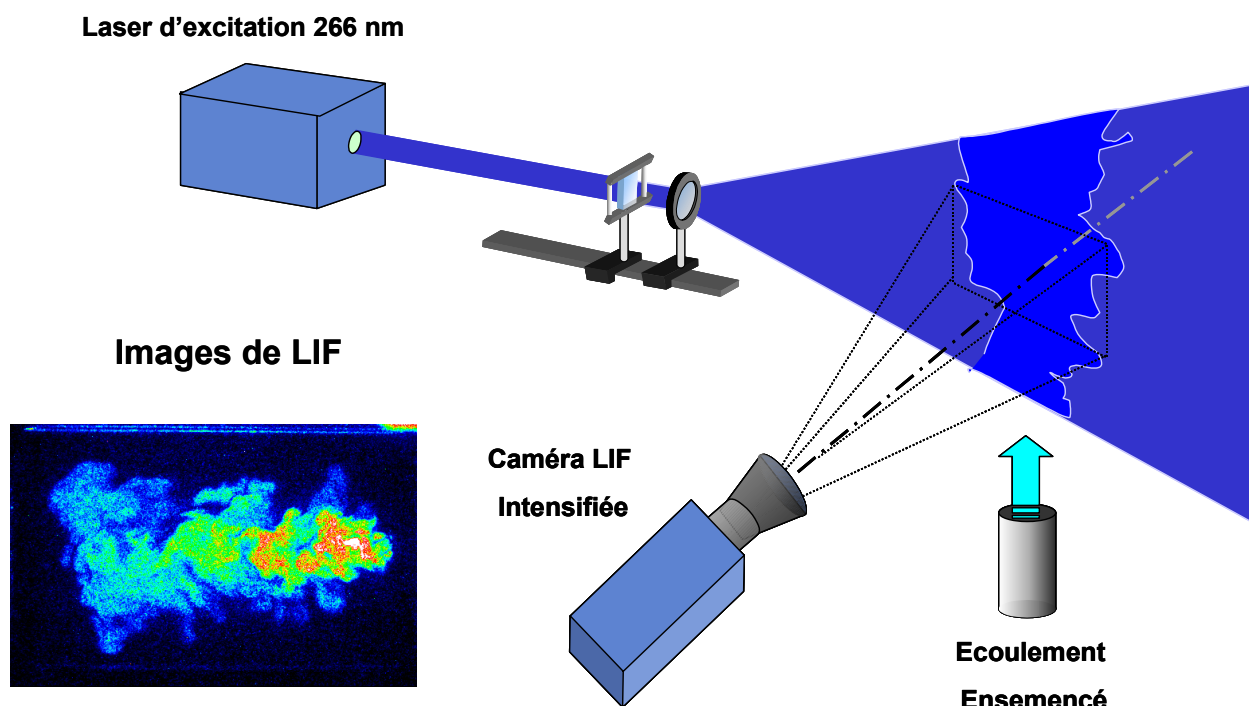 Laser d'excitation 266 nm
Images de LIF
Caméra LIF
Intensifiée
Ecoulement
Ensemencé